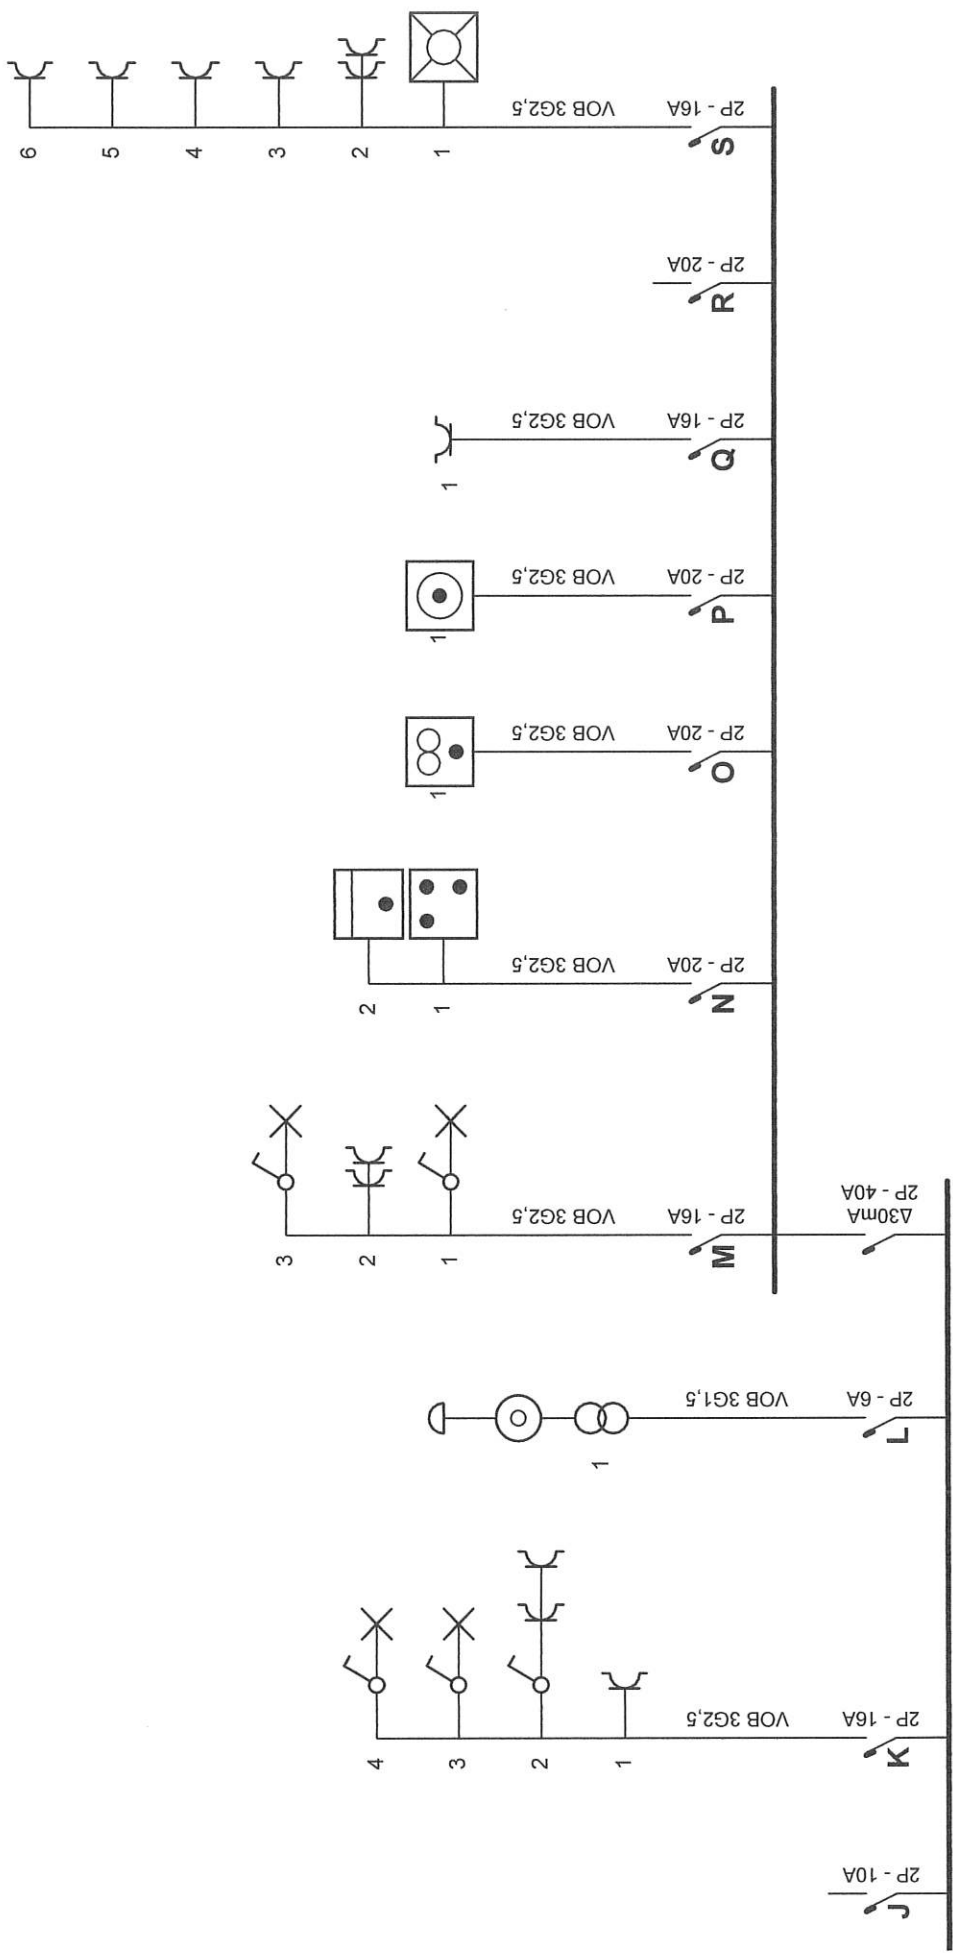 J
2P - 10A
K
2P - 16A
VOB 3G2,5
1
2
3
4
L
2P - 6A
VOB 3G1,5
1
Δ30mA
2P - 40A
M
2P - 16A
VOB 3G2,5
1
2
3
N
2P - 20A
VOB 3G2,5
1
2
O
2P - 20A
VOB 3G2,5
1
P
2P - 20A
VOB 3G2,5
1
Q
2P - 16A
VOB 3G2,5
1
R
2P - 20A
S
2P - 16A
VOB 3G2,5
1
2
3
4
5
6